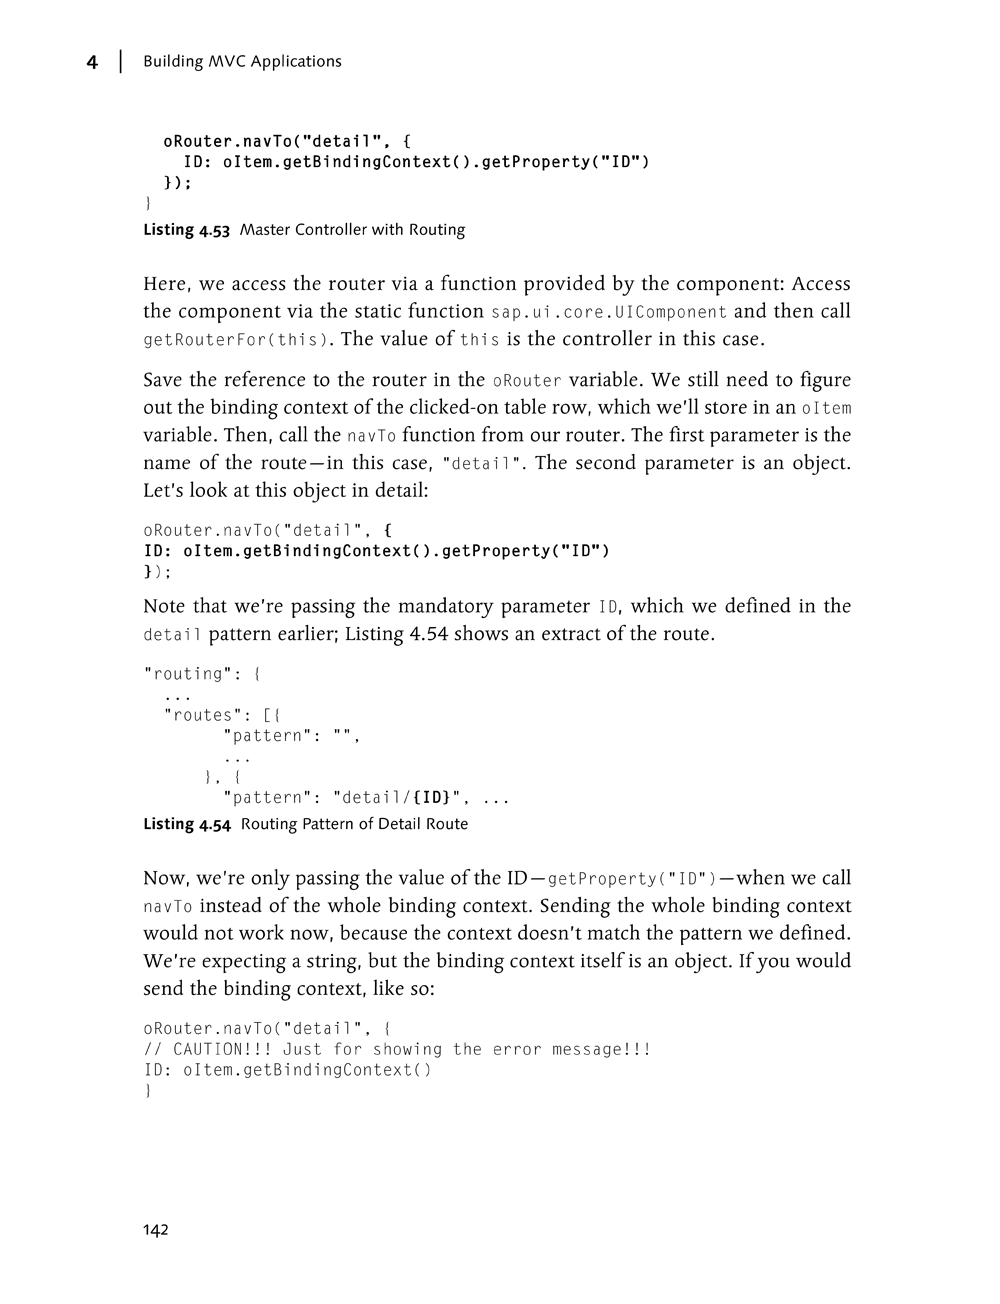 4 | Building MVC Applications
oRouter.navTo("detail", {
ID: oItem.getBindingContext().getProperty("ID")
});
}
Listing 4.53 Master Controller with Routing
Here, we access the router via a function provided by the component: Access
the component via the static function sap.ui.core.UIComponent and then call
getRouterFor(this). The value of this is the controller in this case.
Save the reference to the router in the oRouter variable. We still need to figure
out the binding context of the clicked-on table row, which we'll store in an oItem
variable. Then, call the navTo function from our router. The first parameter is the
name of the route—in this case, "detail". The second parameter is an object.
Let's look at this object in detail:
oRouter.navTo("detail", {
ID: oItem.getBindingContext().getProperty("ID")
});
Note that we're passing the mandatory parameter ID, which we defined in the
detail pattern earlier; Listing 4.54 shows an extract of the route.
"routing": {
...
"routes": [{
"pattern": "",
...
}, {
"pattern": "detail/{ID}", ...
Listing 4.54 Routing Pattern of Detail Route
Now, we're only passing the value of the ID—getProperty("ID")—when we call
navTo instead of the whole binding context. Sending the whole binding context
would not work now, because the context doesn't match the pattern we defined.
We're expecting a string, but the binding context itself is an object. If you would
send the binding context, like so:
oRouter.navTo("detail", {
// CAUTION!!! Just for showing the error message!!!
ID: oItem.getBindingContext()
}
142